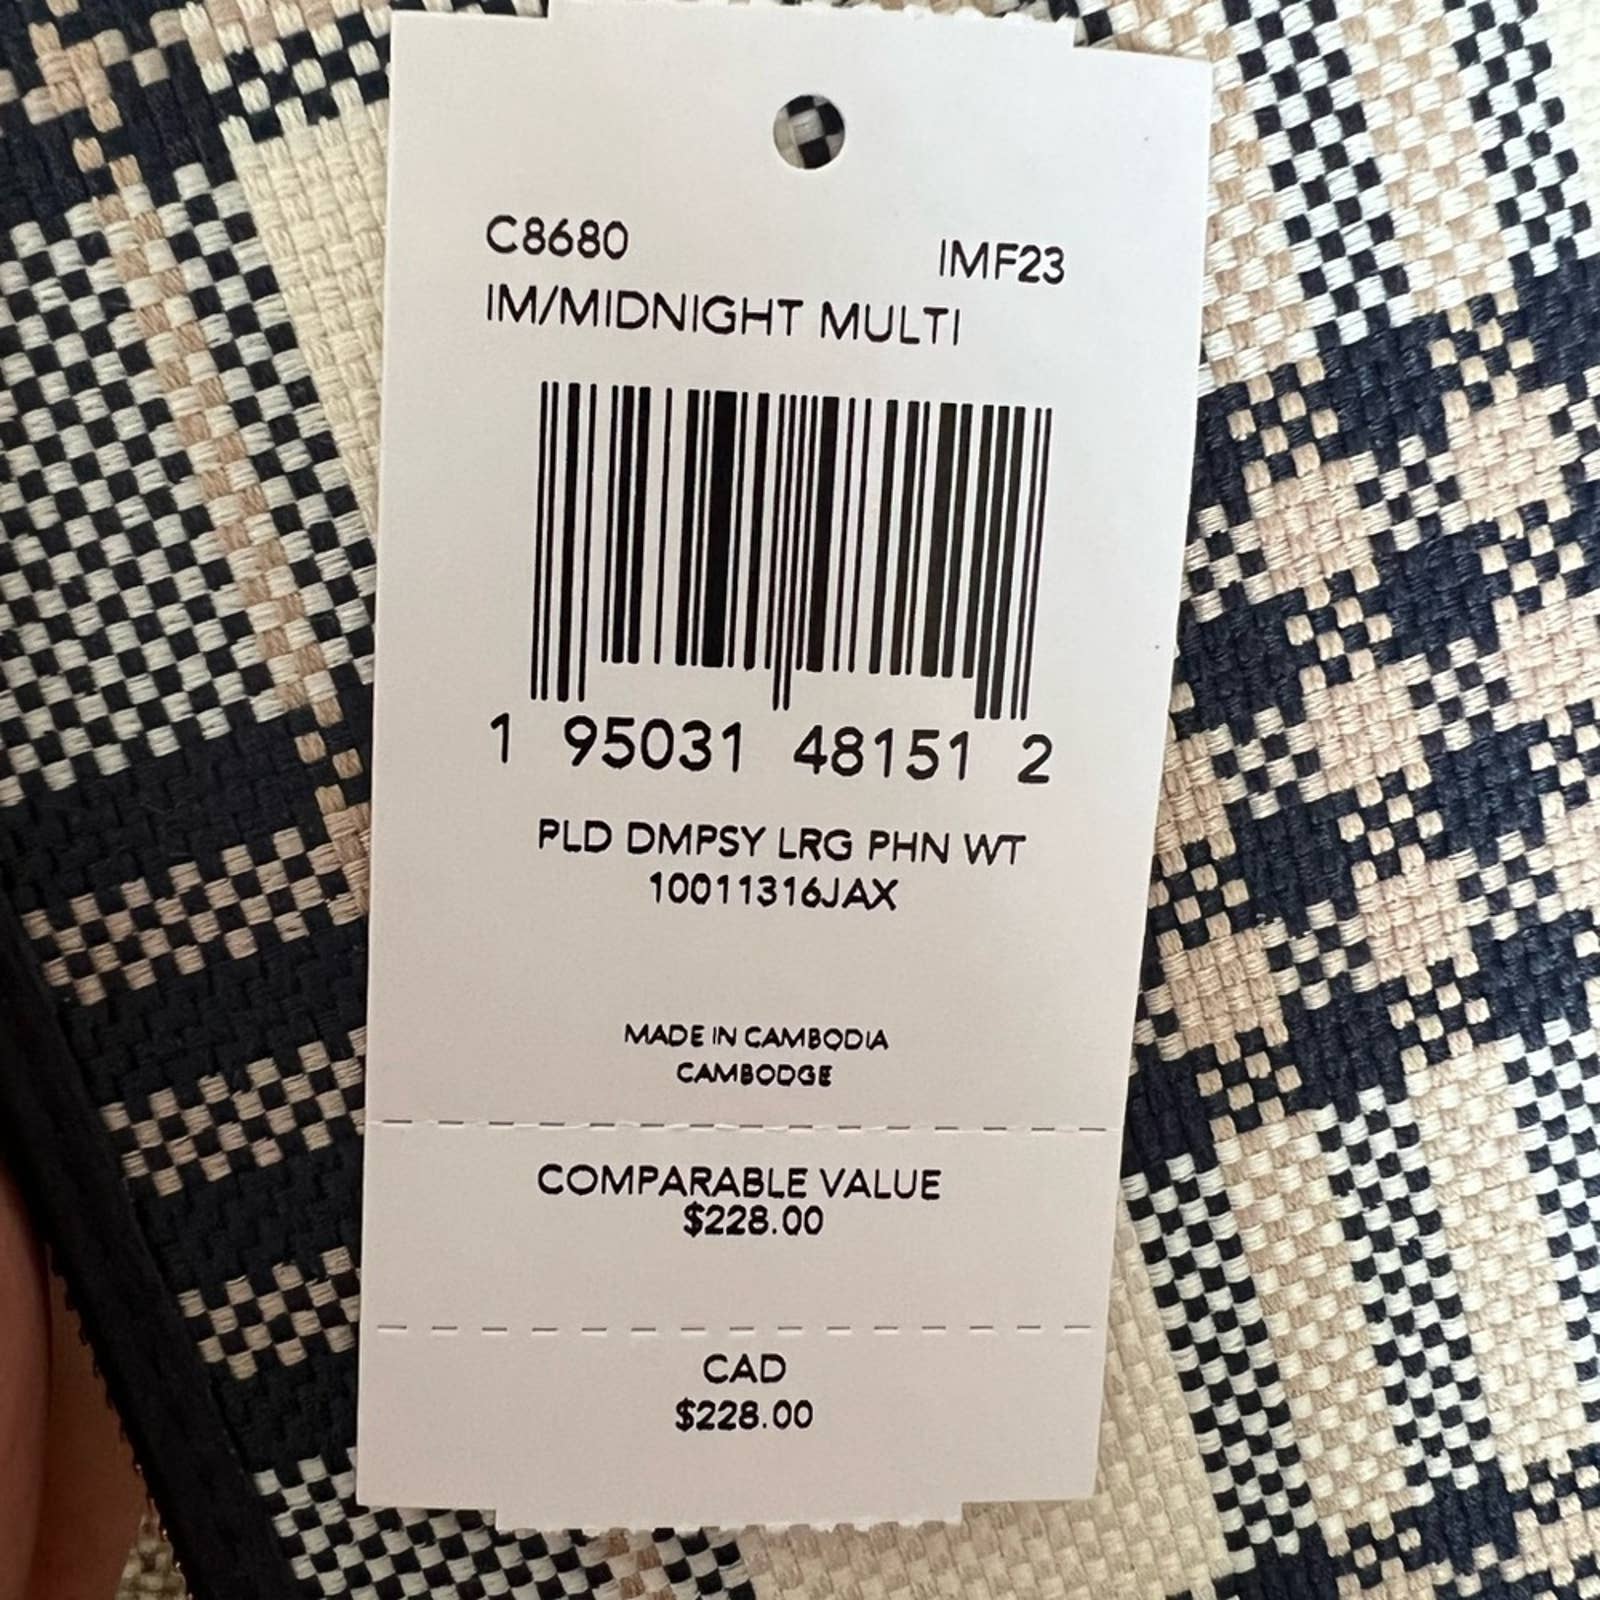 C8680 IMF23
IM/MIDNIGHT MULTI
1 95031 48151 2
PLD DMPSY LRG PHN WT
10011316JAX
MADE IN CAMBODIA
CAMBODGE
COMPARABLE VALUE
$228.00
CAD
$228.00